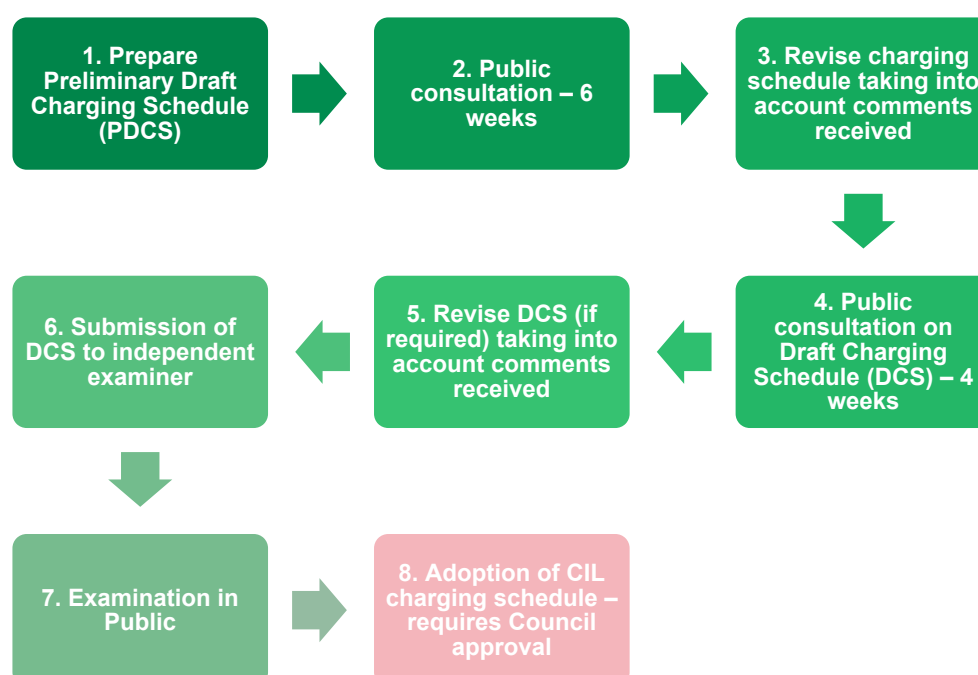 1. Prepare
Preliminary Draft
Charging Schedule
(PDCS)
2. Public
consultation – 6
weeks
3. Revise charging
schedule taking into
account comments
received
4. Public
consultation on
Draft Charging
Schedule (DCS) – 4
weeks
5. Revise DCS (if
required) taking into
account comments
received
6. Submission of
DCS to independent
examiner
7. Examination in
Public
8. Adoption of CIL
charging schedule –
requires Council
approval